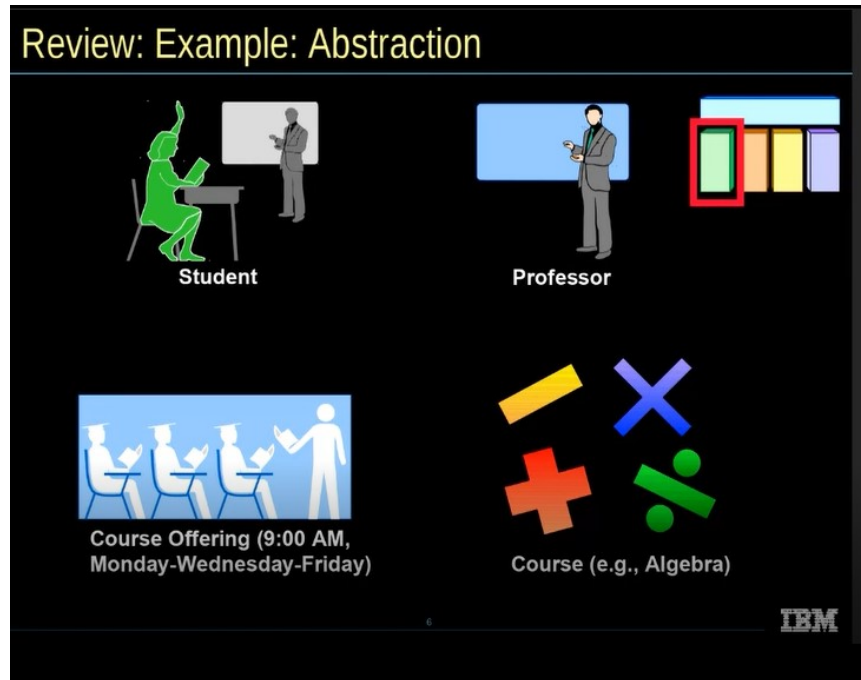 Review: Example: Abstraction
Student
Professor
Course Offering (9:00 AM,
Monday-Wednesday-Friday)
Course (e.g., Algebra)
6
IBM